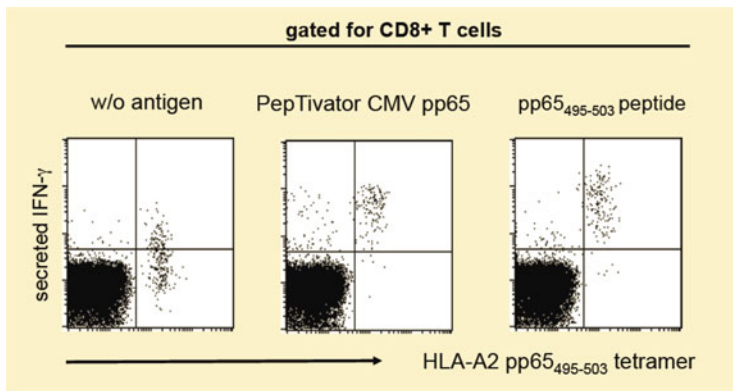 gated for CD8+ T cells
w/o antigen
PepTivator CMV pp65
pp65₄₉₅₋₅₀₃ peptide
secreted IFN-γ
HLA-A2 pp65₄₉₅₋₅₀₃ tetramer